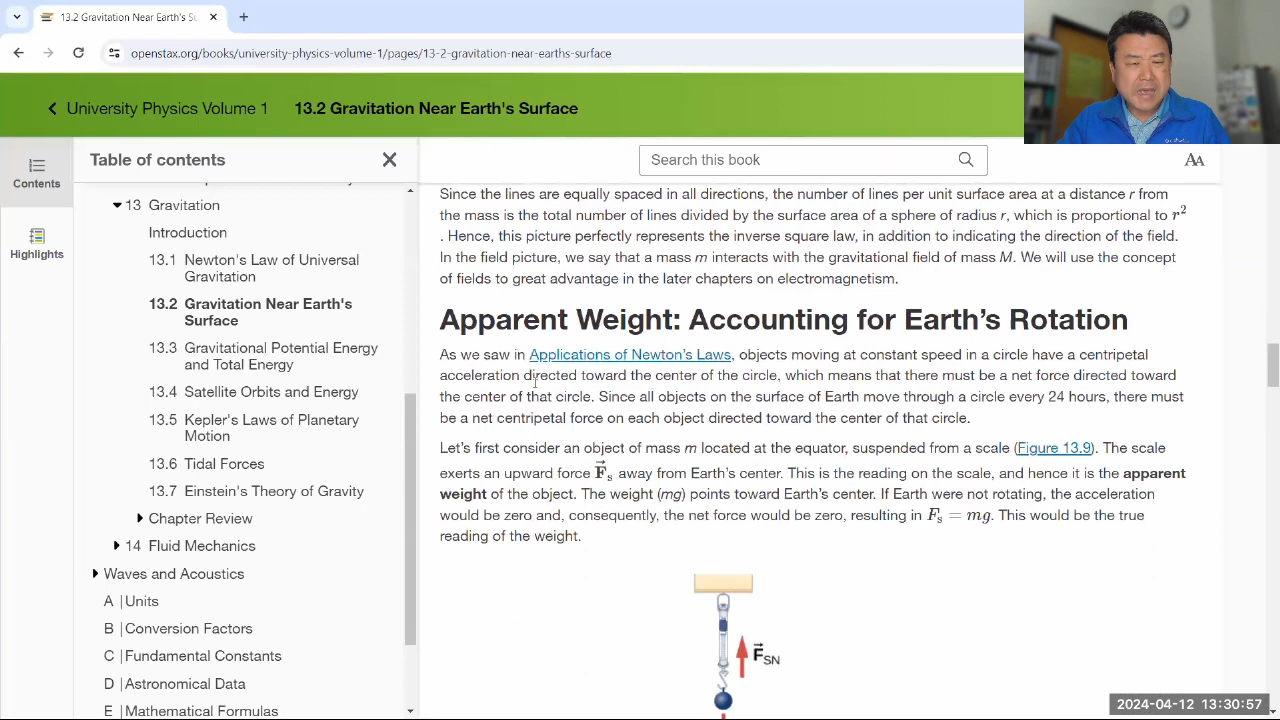 13.2 Gravitation Near Earth's S
openstax.org/books/university-physics-volume-1/pages/13-2-gravitation-near-earths-surface
University Physics Volume 1
13.2 Gravitation Near Earth's Surface
Contents
Highlights
Table of contents
13 Gravitation
Introduction
13.1 Newton's Law of Universal
Gravitation
13.2 Gravitation Near Earth's
Surface
13.3 Gravitational Potential Energy
and Total Energy
13.4 Satellite Orbits and Energy
13.5 Kepler's Laws of Planetary
Motion
13.6 Tidal Forces
13.7 Einstein's Theory of Gravity
Chapter Review
14 Fluid Mechanics
Waves and Acoustics
A | Units
B | Conversion Factors
C | Fundamental Constants
D | Astronomical Data
E | Mathematical Formulas
Search this book
AA
Since the lines are equally spaced in all directions, the number of lines per unit surface area at a distance r from
the mass is the total number of lines divided by the surface area of a sphere of radius r, which is proportional to r²
. Hence, this picture perfectly represents the inverse square law, in addition to indicating the direction of the field.
In the field picture, we say that a mass m interacts with the gravitational field of mass M. We will use the concept
of fields to great advantage in the later chapters on electromagnetism.
Apparent Weight: Accounting for Earth's Rotation
As we saw in Applications of Newton's Laws, objects moving at constant speed in a circle have a centripetal
acceleration directed toward the center of the circle, which means that there must be a net force directed toward
the center of that circle. Since all objects on the surface of Earth move through a circle every 24 hours, there must
be a net centripetal force on each object directed toward the center of that circle.
Let's first consider an object of mass m located at the equator, suspended from a scale (Figure 13.9). The scale
exerts an upward force F⃗s away from Earth's center. This is the reading on the scale, and hence it is the apparent
weight of the object. The weight (mg) points toward Earth's center. If Earth were not rotating, the acceleration
would be zero and, consequently, the net force would be zero, resulting in Fs = mg. This would be the true
reading of the weight.
F⃗SN
2024-04-12 13:30:57